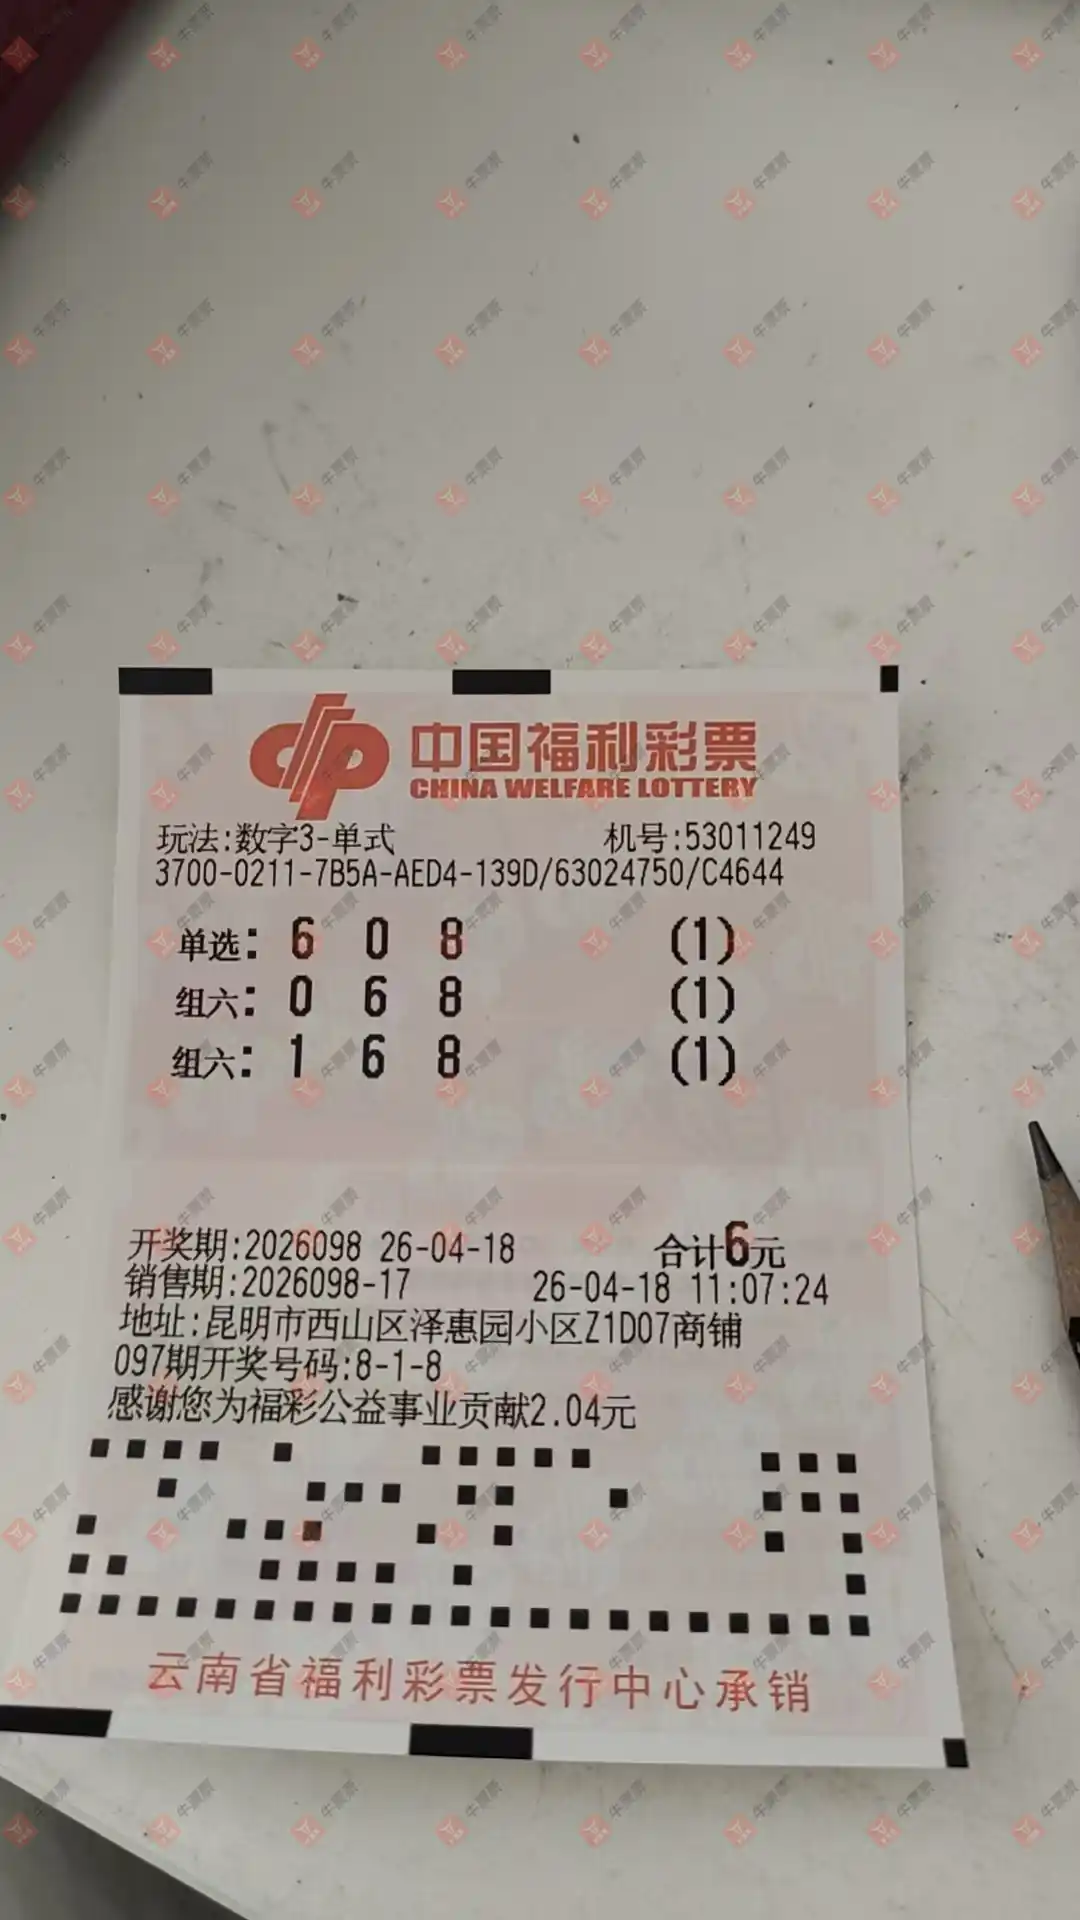 中国福利彩票
CHINA WELFARE LOTTERY
玩法:数字3-单式 机号:53011249
3700-0211-7B5A-AED4-139D/63024750/C4644
单选: 6 0 8 (1)
组六: 0 6 8 (1)
组六: 1 6 8 (1)
开奖期:2026098 26-04-18 合计6元
销售期:2026098-17 26-04-18 11:07:24
地址:昆明市西山区泽惠园小区Z1D07商铺
097期开奖号码:8-1-8
感谢您为福彩公益事业贡献2.04元
云南省福利彩票发行中心承销
牛票票